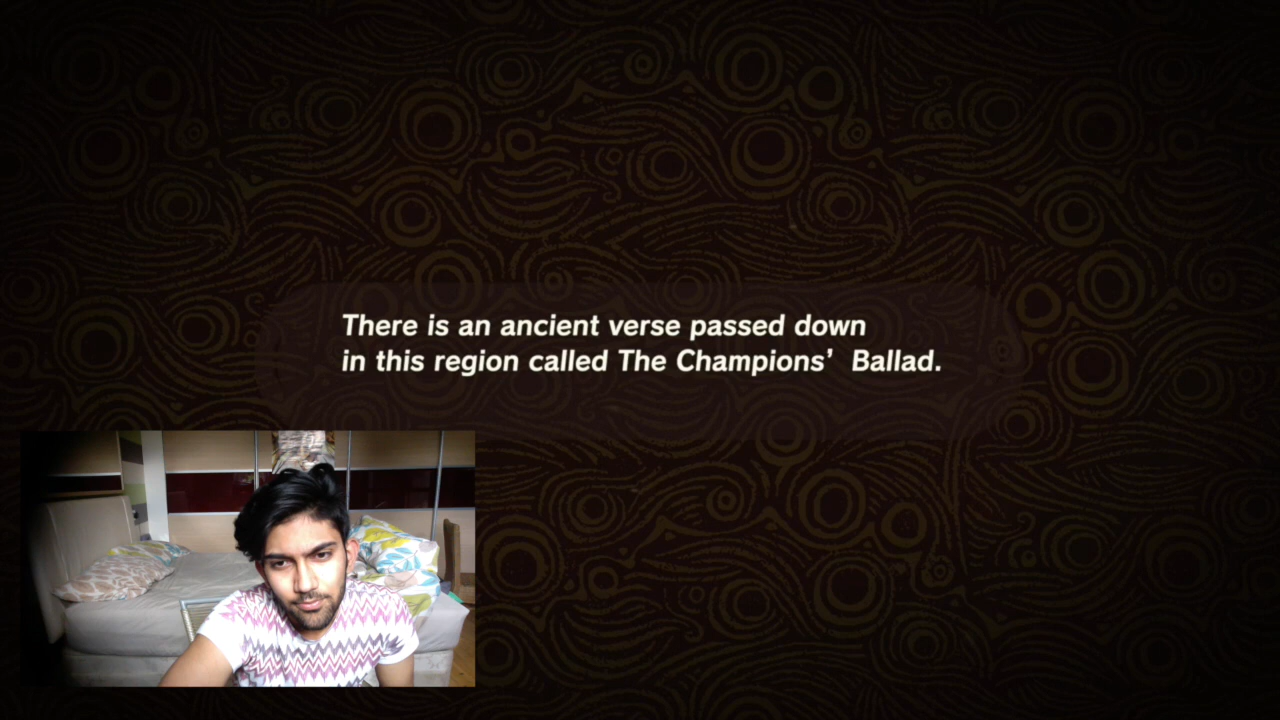 There is an ancient verse passed down
in this region called The Champions’ Ballad.